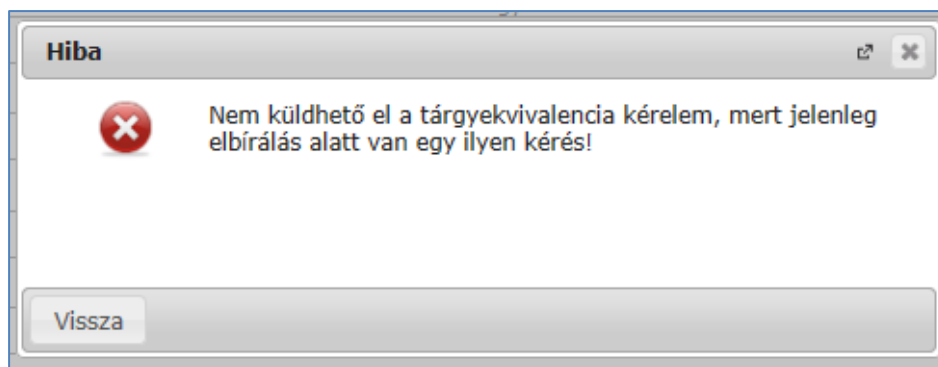 Hiba
Nem küldhető el a tárgyekvivalencia kérelem, mert jelenleg
elbírálás alatt van egy ilyen kérés!
Vissza